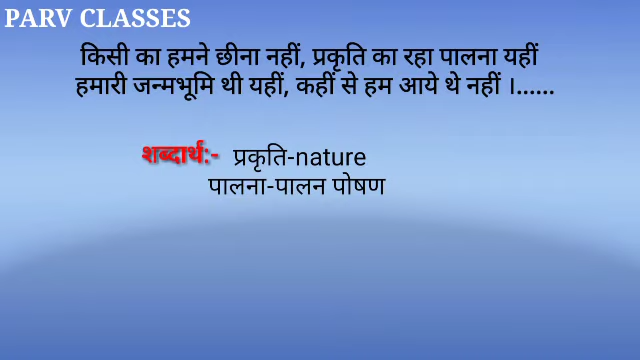 PARV CLASSES
किसी का हमने छीना नहीं, प्रकृति का रहा पालना यहीं
हमारी जन्मभूमि थी यहीं, कहीं से हम आये थे नहीं ।......
शब्दार्थ:- प्रकृति-nature
पालना-पालन पोषण